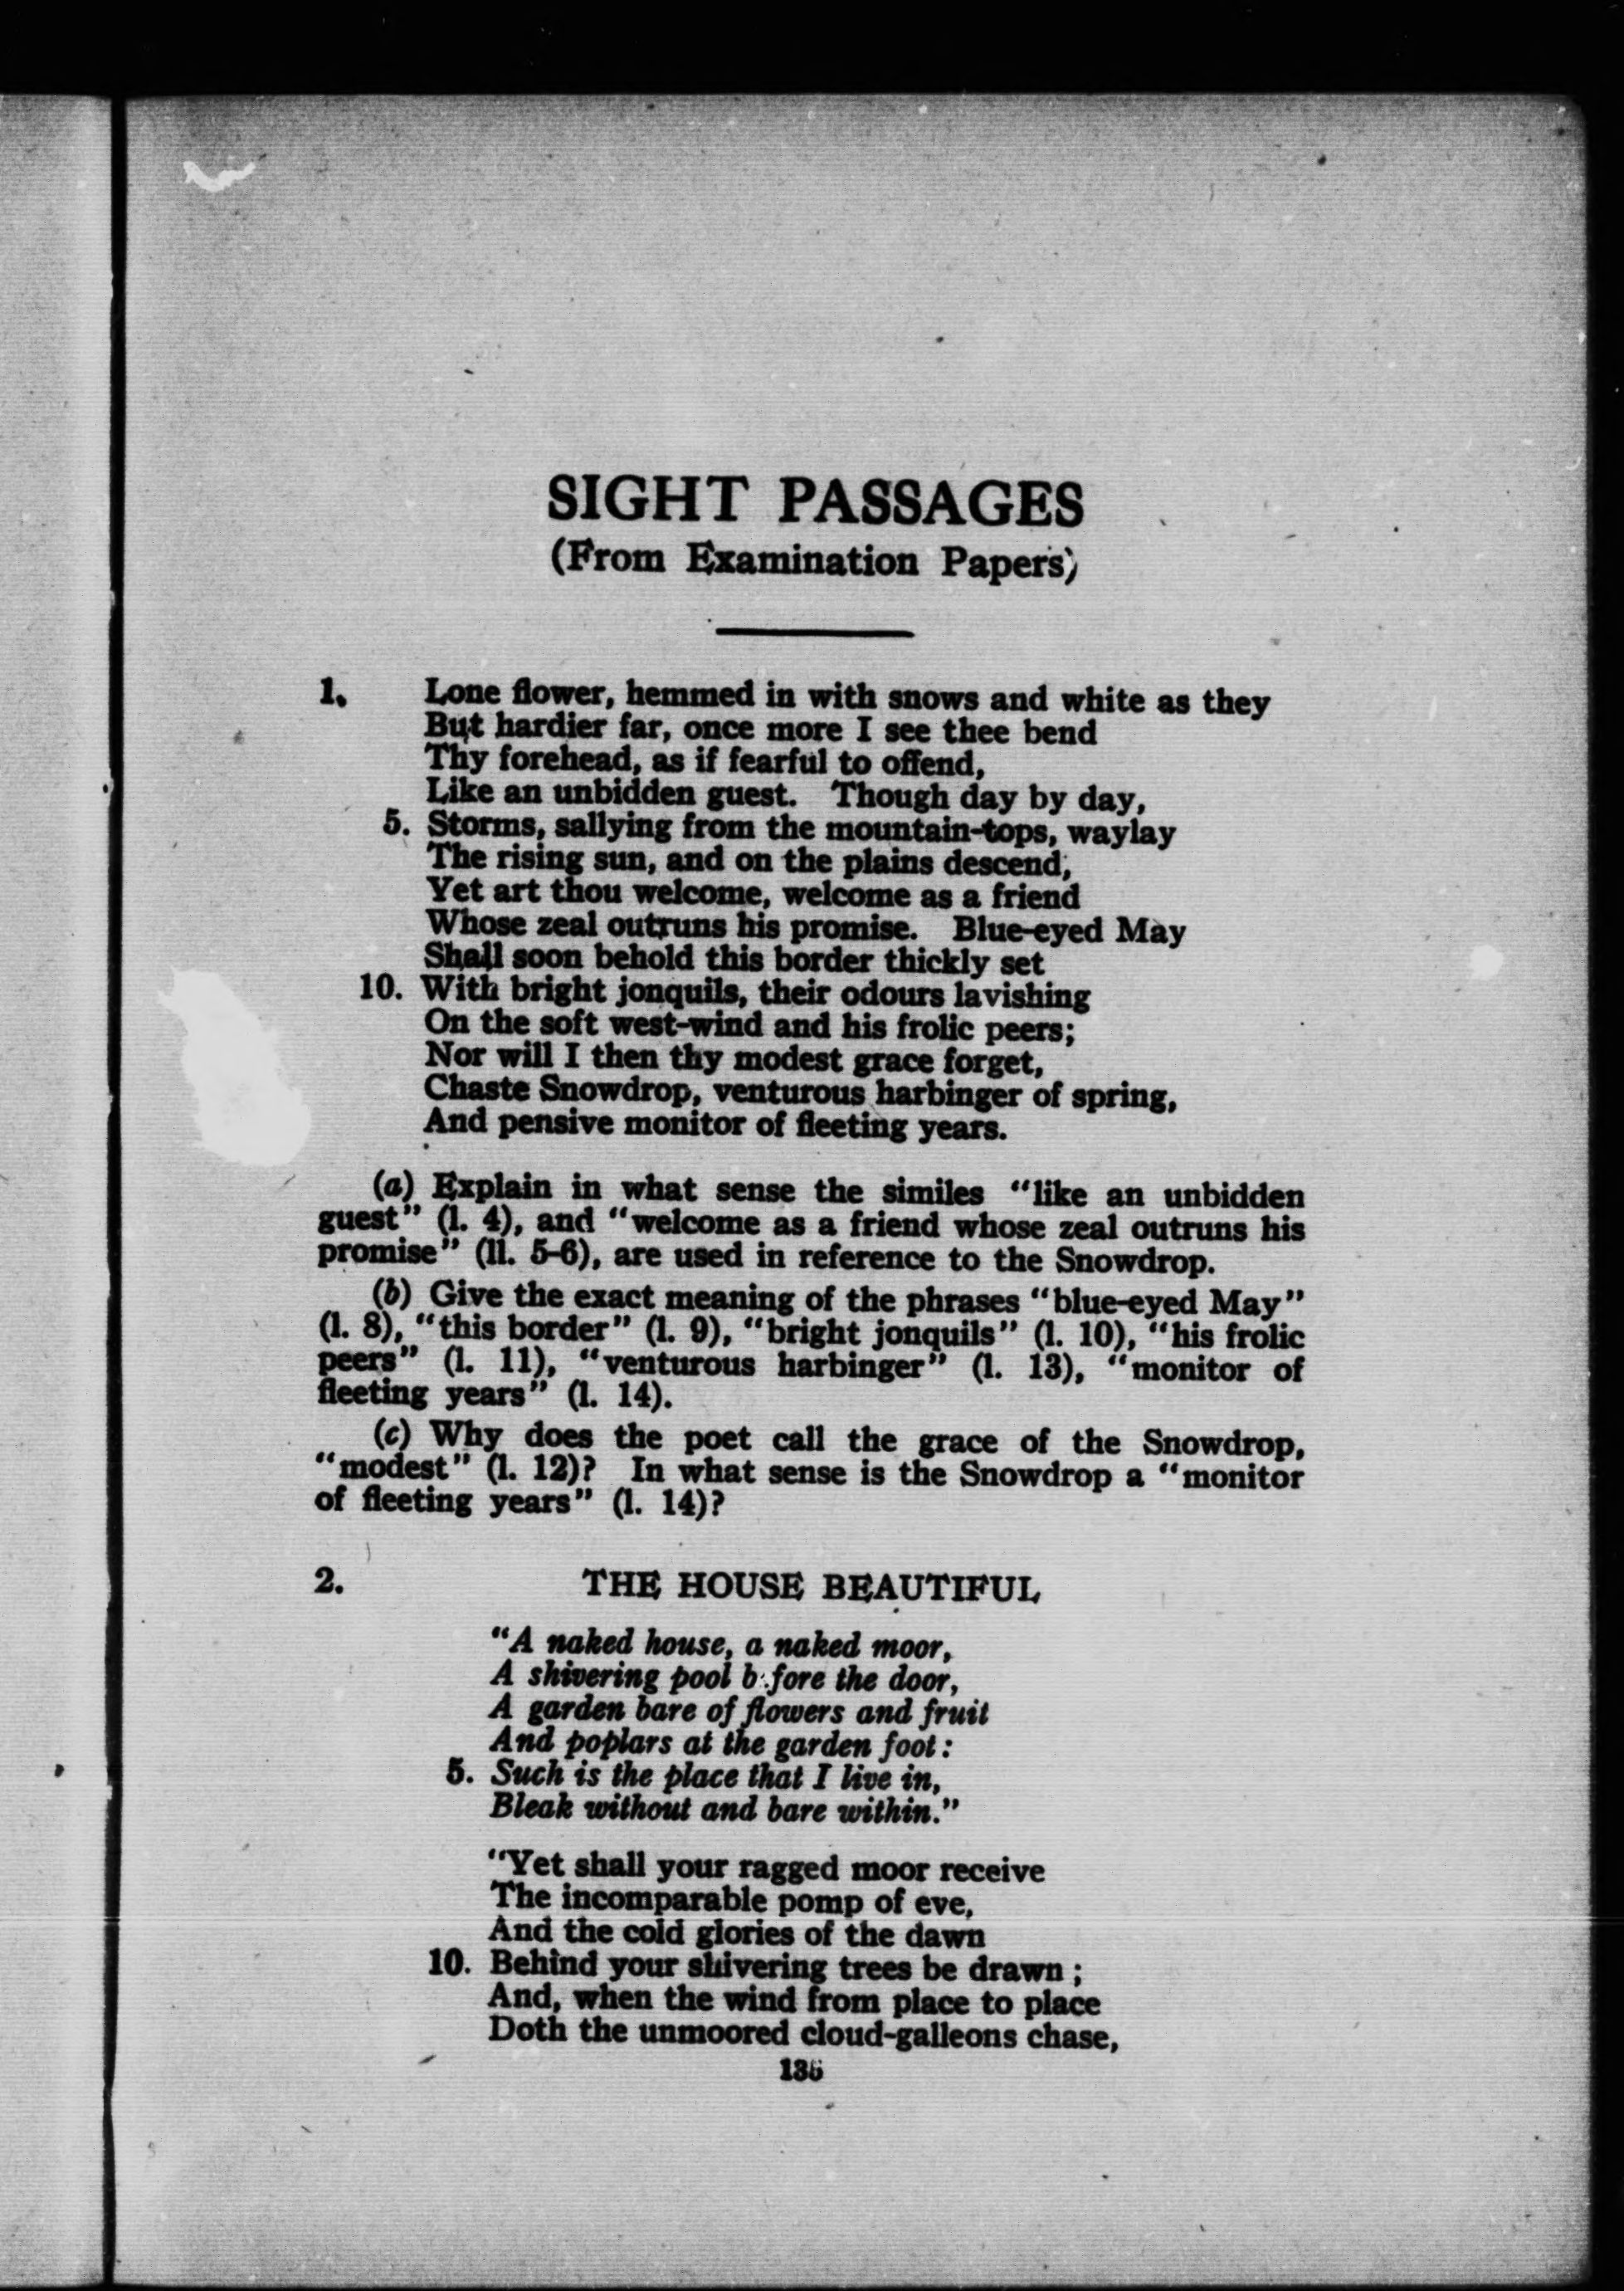 SIGHT PASSAGES
(From Examination Papers)
1. Lone flower, hemmed in with snows and white as they
But hardier far, once more I see thee bend
Thy forehead, as if fearful to offend,
Like an unbidden guest. Though day by day,
5. Storms, sallying from the mountain-tops, waylay
The rising sun, and on the plains descend;
Yet art thou welcome, welcome as a friend
Whose zeal outruns his promise. Blue-eyed May
Shall soon behold this border thickly set
10. With bright jonquils, their odours lavishing
On the soft west-wind and his frolic peers;
Nor will I then thy modest grace forget,
Chaste Snowdrop, venturous harbinger of spring,
And pensive monitor of fleeting years.
(a) Explain in what sense the similes “like an unbidden
guest” (l. 4), and “welcome as a friend whose zeal outruns his
promise” (ll. 5-6), are used in reference to the Snowdrop.
(b) Give the exact meaning of the phrases “blue-eyed May”
(l. 8), “this border” (l. 9), “bright jonquils” (l. 10), “his frolic
peers” (l. 11), “venturous harbinger” (l. 13), “monitor of
fleeting years” (l. 14).
(c) Why does the poet call the grace of the Snowdrop,
“modest” (l. 12)? In what sense is the Snowdrop a “monitor
of fleeting years” (l. 14)?
2. THE HOUSE BEAUTIFUL
“A naked house, a naked moor,
A shivering pool before the door,
A garden bare of flowers and fruit
And poplars at the garden foot:
5. Such is the place that I live in,
Bleak without and bare within.”
“Yet shall your ragged moor receive
The incomparable pomp of eve,
And the cold glories of the dawn
10. Behind your shivering trees be drawn;
And, when the wind from place to place
Doth the unmoored cloud-galleons chase,